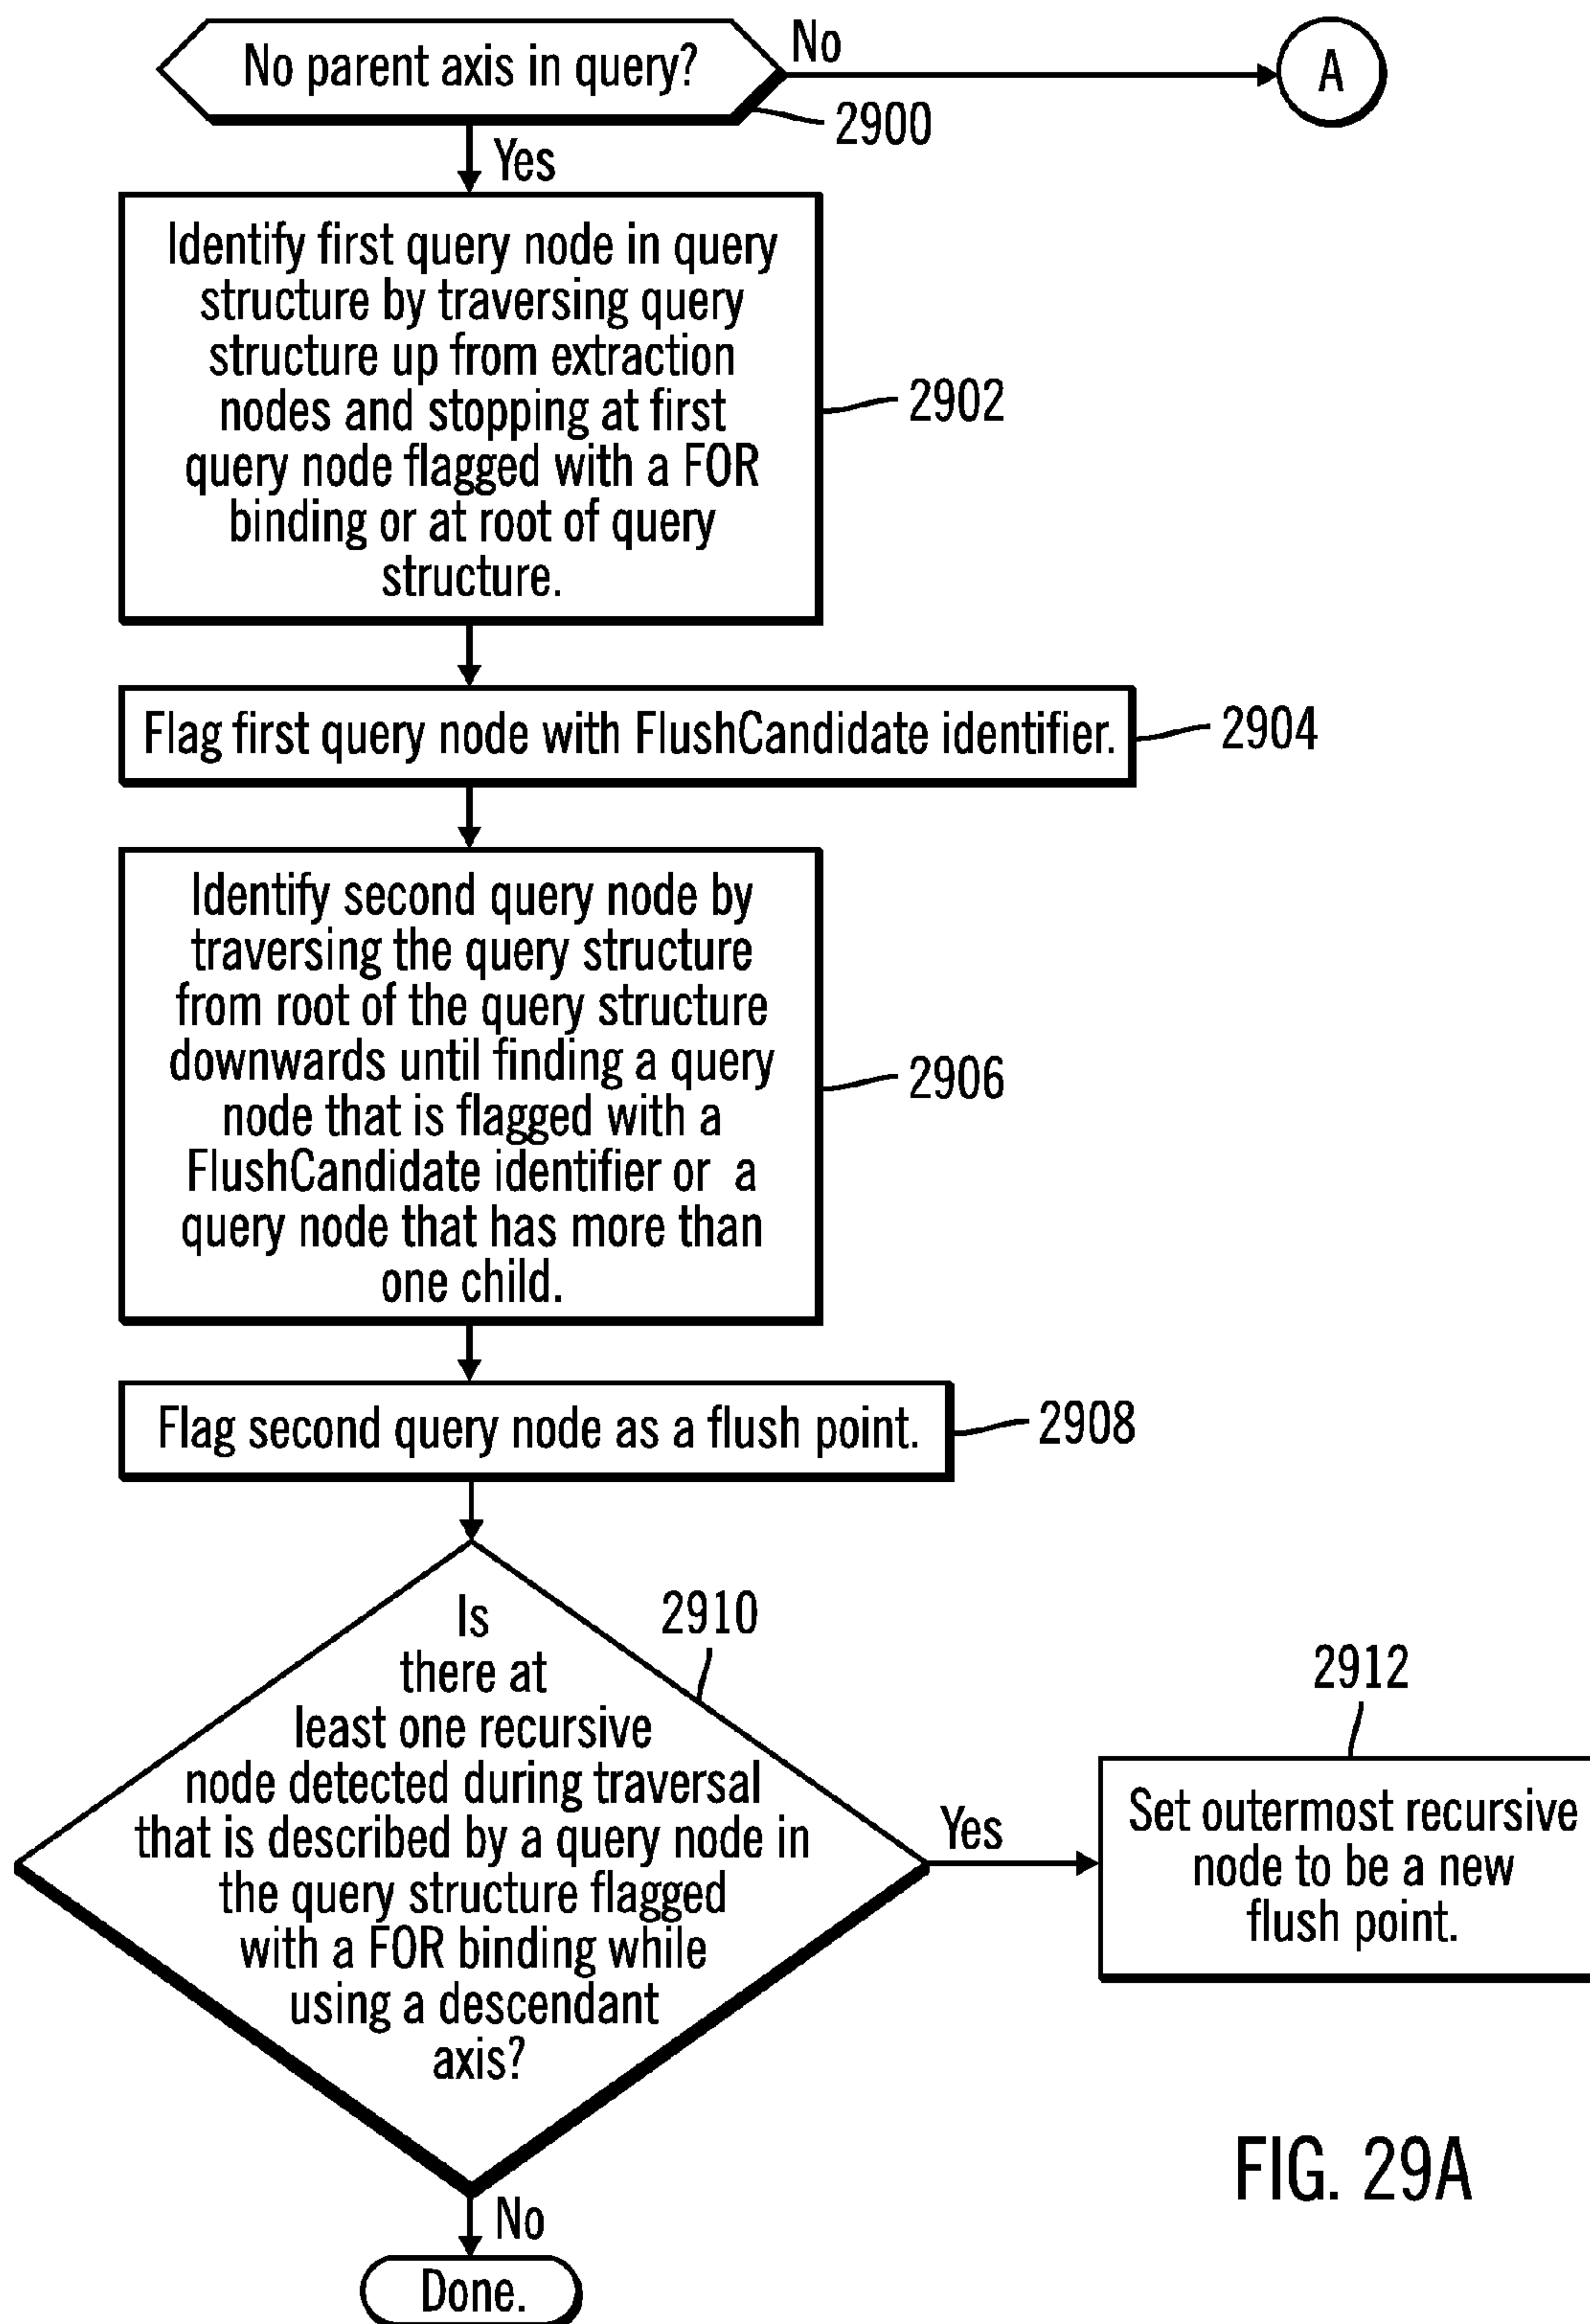 No parent axis in query?
No
A
2900
Yes
Identify first query node in query
structure by traversing query
structure up from extraction
nodes and stopping at first
query node flagged with a FOR
binding or at root of query
structure.
2902
Flag first query node with FlushCandidate identifier.
2904
Identify second query node by
traversing the query structure
from root of the query structure
downwards until finding a query
node that is flagged with a
FlushCandidate identifier or a
query node that has more than
one child.
2906
Flag second query node as a flush point.
2908
Is
there at
least one recursive
node detected during traversal
that is described by a query node in
the query structure flagged
with a FOR binding while
using a descendant
axis?
2910
Yes
2912
Set outermost recursive
node to be a new
flush point.
No
Done.
FIG. 29A